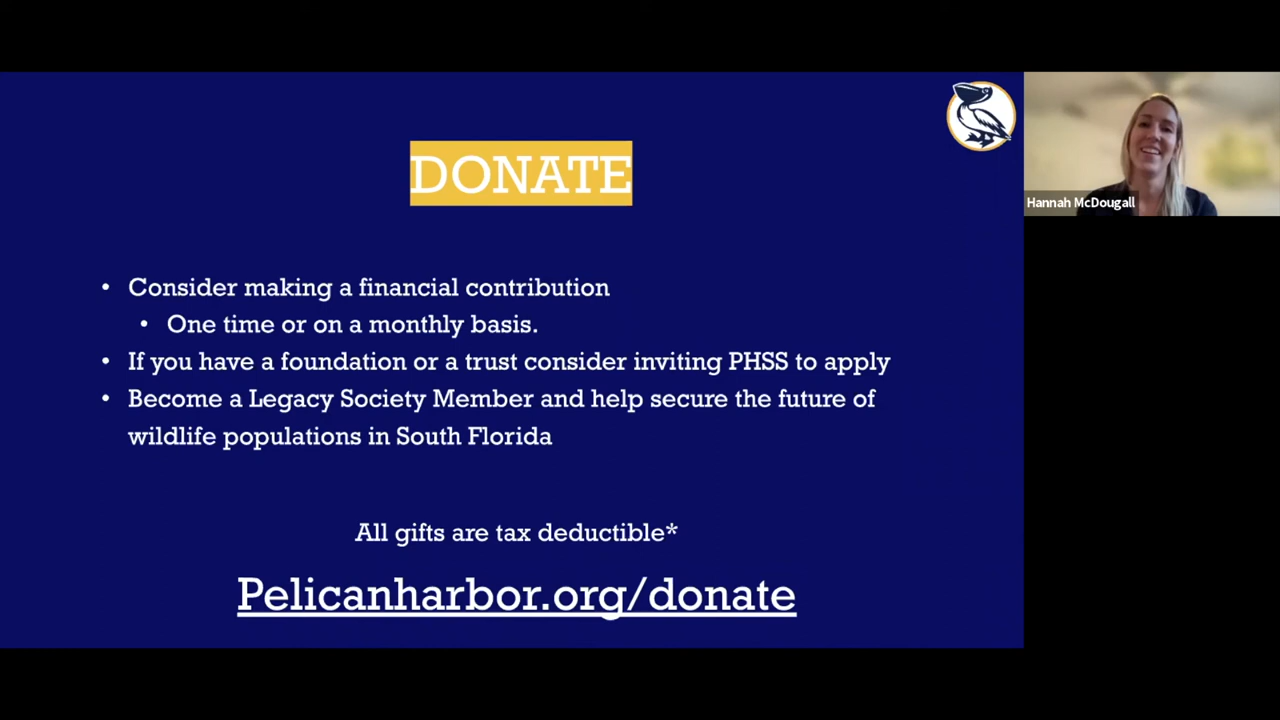 DONATE
Hannah McDougall
• Consider making a financial contribution
• One time or on a monthly basis.
• If you have a foundation or a trust consider inviting PHSS to apply
• Become a Legacy Society Member and help secure the future of
wildlife populations in South Florida
All gifts are tax deductible*
Pelicanharbor.org/donate